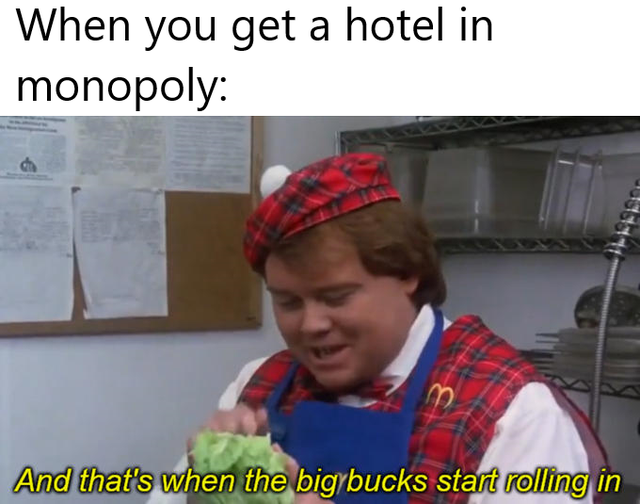 When you get a hotel in
monopoly:
And that's when the big bucks start rolling in